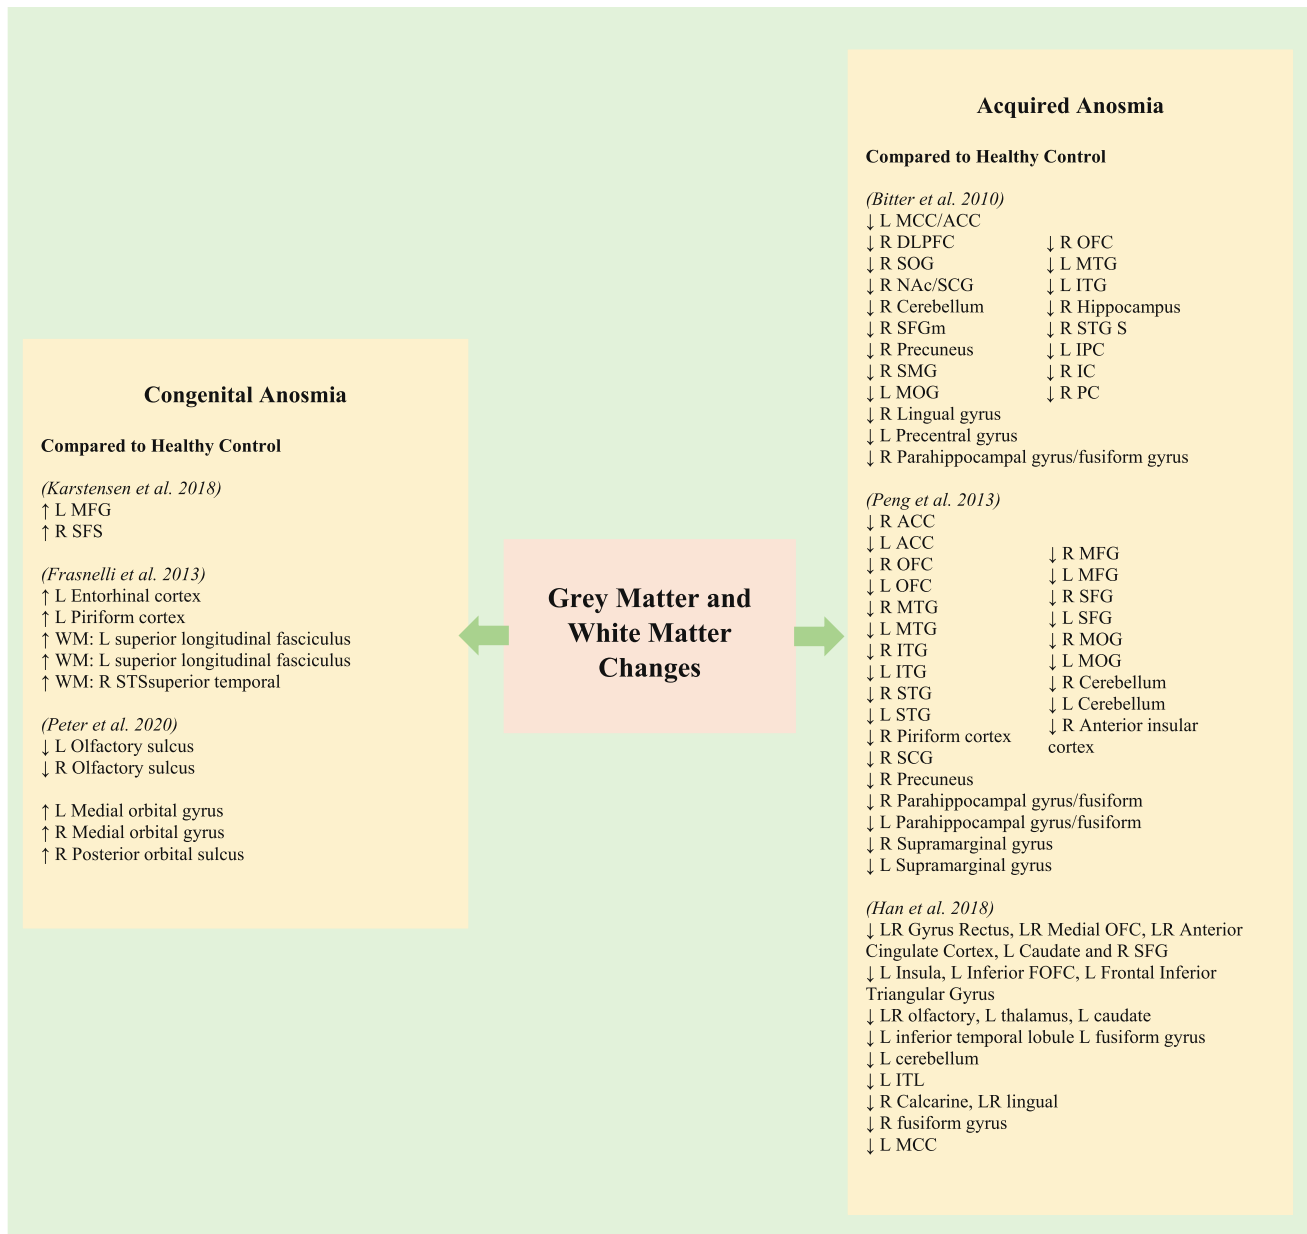 Congenital Anosmia
Compared to Healthy Control
(Karstensen et al. 2018)
↑ L MFG
↑ R SFS
(Frasnelli et al. 2013)
↑ L Entorhinal cortex
↑ L Piriform cortex
↑ WM: L superior longitudinal fasciculus
↑ WM: L superior longitudinal fasciculus
↑ WM: R STSsuperior temporal
(Peter et al. 2020)
↓ L Olfactory sulcus
↓ R Olfactory sulcus
↑ L Medial orbital gyrus
↑ R Medial orbital gyrus
↑ R Posterior orbital sulcus
Grey Matter and
White Matter
Changes
Acquired Anosmia
Compared to Healthy Control
(Bitter et al. 2010)
↓ L MCC/ACC
↓ R DLPFC
↓ R SOG
↓ R NAc/SCG
↓ R Cerebellum
↓ R SFGm
↓ R Precuneus
↓ R SMG
↓ L MOG
↓ R Lingual gyrus
↓ L Precentral gyrus
↓ R Parahippocampal gyrus/fusiform gyrus
↓ R OFC
↓ L MTG
↓ L ITG
↓ R Hippocampus
↓ R STG S
↓ L IPC
↓ R IC
↓ R PC
(Peng et al. 2013)
↓ R ACC
↓ L ACC
↓ R OFC
↓ L OFC
↓ R MTG
↓ L MTG
↓ R ITG
↓ L ITG
↓ R STG
↓ L STG
↓ R Piriform cortex
↓ R SCG
↓ R Precuneus
↓ R Parahippocampal gyrus/fusiform
↓ L Parahippocampal gyrus/fusiform
↓ R Supramarginal gyrus
↓ L Supramarginal gyrus
↓ R MFG
↓ L MFG
↓ R SFG
↓ L SFG
↓ R MOG
↓ L MOG
↓ R Cerebellum
↓ L Cerebellum
↓ R Anterior insular
cortex
(Han et al. 2018)
↓ LR Gyrus Rectus, LR Medial OFC, LR Anterior
Cingulate Cortex, L Caudate and R SFG
↓ L Insula, L Inferior FOFC, L Frontal Inferior
Triangular Gyrus
↓ LR olfactory, L thalamus, L caudate
↓ L inferior temporal lobule L fusiform gyrus
↓ L cerebellum
↓ L ITL
↓ R Calcarine, LR lingual
↓ R fusiform gyrus
↓ L MCC